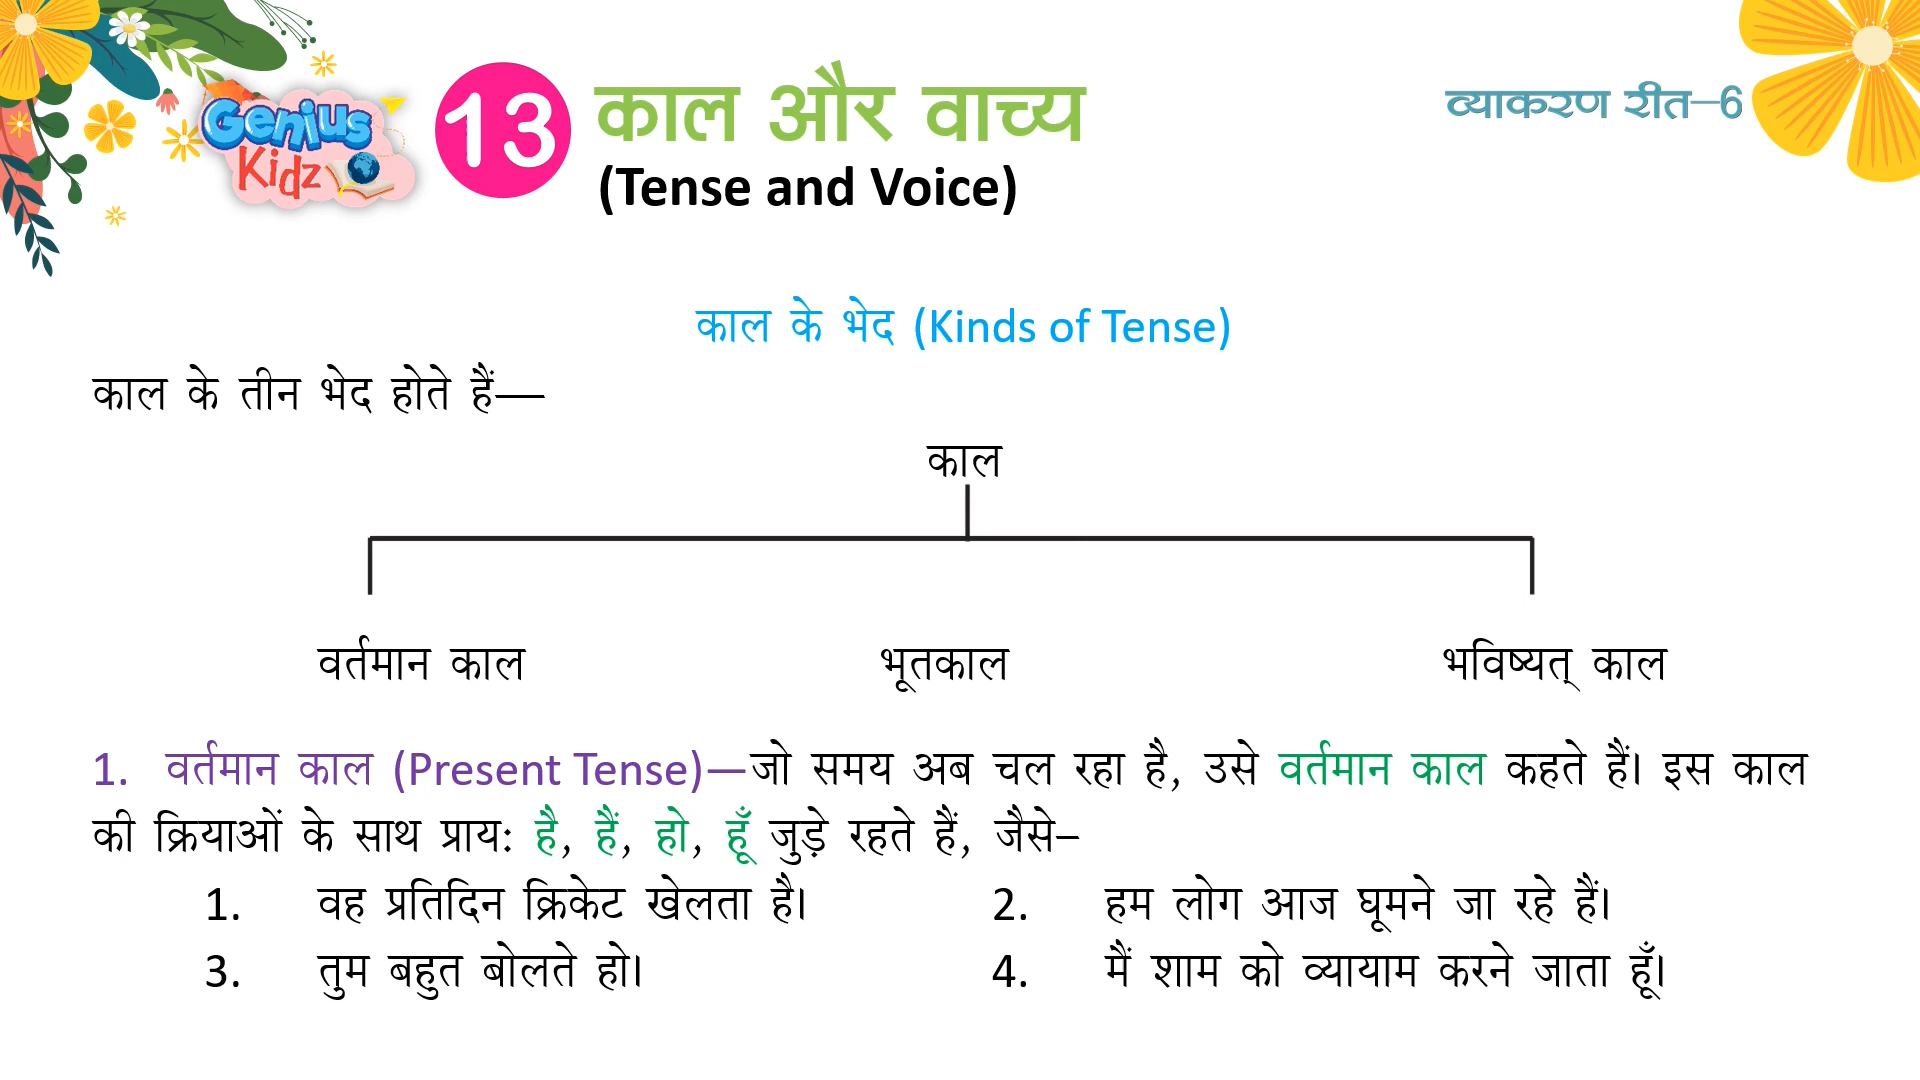 Genius
Kidz
13 काल और वाच्य
(Tense and Voice)
व्याकरण रीत–6
काल के भेद (Kinds of Tense)
काल के तीन भेद होते हैं—
काल
वर्तमान काल भूतकाल भविष्यत् काल
1. वर्तमान काल (Present Tense)—जो समय अब चल रहा है, उसे वर्तमान काल कहते हैं। इस काल
की क्रियाओं के साथ प्रायः है, हैं, हो, हूँ जुड़े रहते हैं, जैसे–
1. वह प्रतिदिन क्रिकेट खेलता है। 2. हम लोग आज घूमने जा रहे हैं।
3. तुम बहुत बोलते हो। 4. मैं शाम को व्यायाम करने जाता हूँ।